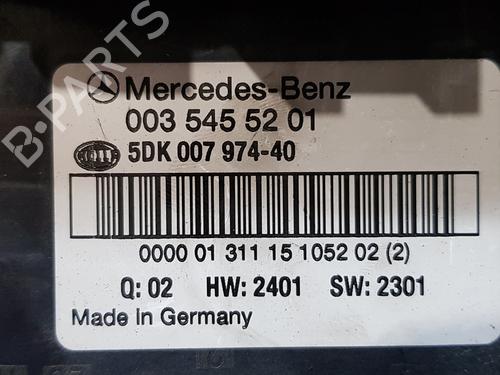 Mercedes-Benz
003 545 52 01
HELLA 5DK 007 974-40
0000 01 311 15 1052 02 (2)
Q: 02 HW: 2401 SW: 2301
Made in Germany
B-PARTS